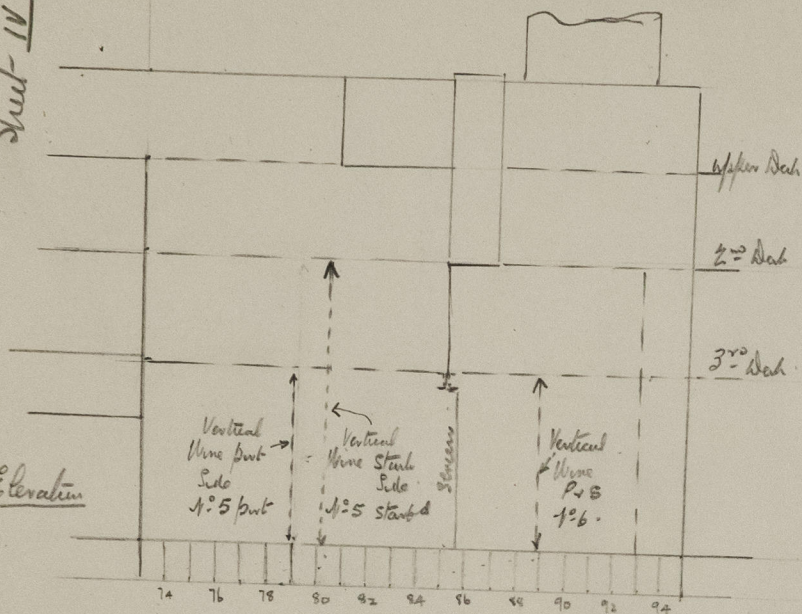 Sheet IV
Upper Deck
2nd Deck
3rd Deck
Vertical
Wire port
Side
No 5 port
Vertical
Wire Starb
Side
No 5 Starbd
Screen
Vertical
Wire
P & S
No 6.
Elevation
74 76 78 80 82 84 86 88 90 92 94